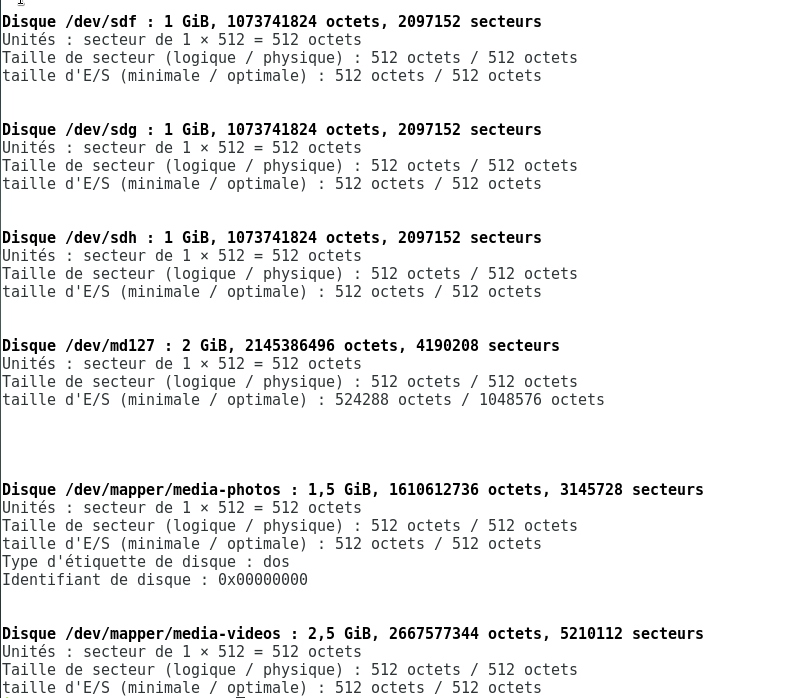 Disque /dev/sdf : 1 GiB, 1073741824 octets, 2097152 secteurs
Unités : secteur de 1 × 512 = 512 octets
Taille de secteur (logique / physique) : 512 octets / 512 octets
taille d'E/S (minimale / optimale) : 512 octets / 512 octets
Disque /dev/sdg : 1 GiB, 1073741824 octets, 2097152 secteurs
Unités : secteur de 1 × 512 = 512 octets
Taille de secteur (logique / physique) : 512 octets / 512 octets
taille d'E/S (minimale / optimale) : 512 octets / 512 octets
Disque /dev/sdh : 1 GiB, 1073741824 octets, 2097152 secteurs
Unités : secteur de 1 × 512 = 512 octets
Taille de secteur (logique / physique) : 512 octets / 512 octets
taille d'E/S (minimale / optimale) : 512 octets / 512 octets
Disque /dev/md127 : 2 GiB, 2145386496 octets, 4190208 secteurs
Unités : secteur de 1 × 512 = 512 octets
Taille de secteur (logique / physique) : 512 octets / 512 octets
taille d'E/S (minimale / optimale) : 524288 octets / 1048576 octets
Disque /dev/mapper/media-photos : 1,5 GiB, 1610612736 octets, 3145728 secteurs
Unités : secteur de 1 × 512 = 512 octets
Taille de secteur (logique / physique) : 512 octets / 512 octets
taille d'E/S (minimale / optimale) : 512 octets / 512 octets
Type d'étiquette de disque : dos
Identifiant de disque : 0x00000000
Disque /dev/mapper/media-videos : 2,5 GiB, 2667577344 octets, 5210112 secteurs
Unités : secteur de 1 × 512 = 512 octets
Taille de secteur (logique / physique) : 512 octets / 512 octets
taille d'E/S (minimale / optimale) : 512 octets / 512 octets